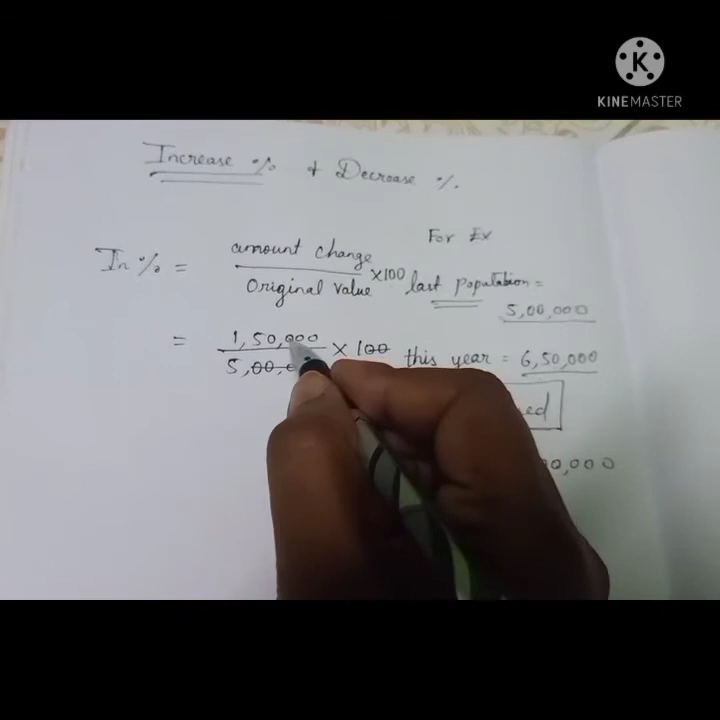 KINEMASTER
Increase % & Decrease %.
For Ex
In % = amount change
Original value ×100
last population =
5,00,000
= 1,50,000
5,00,0 × 100
this year = 6,50,000
ed
0,000